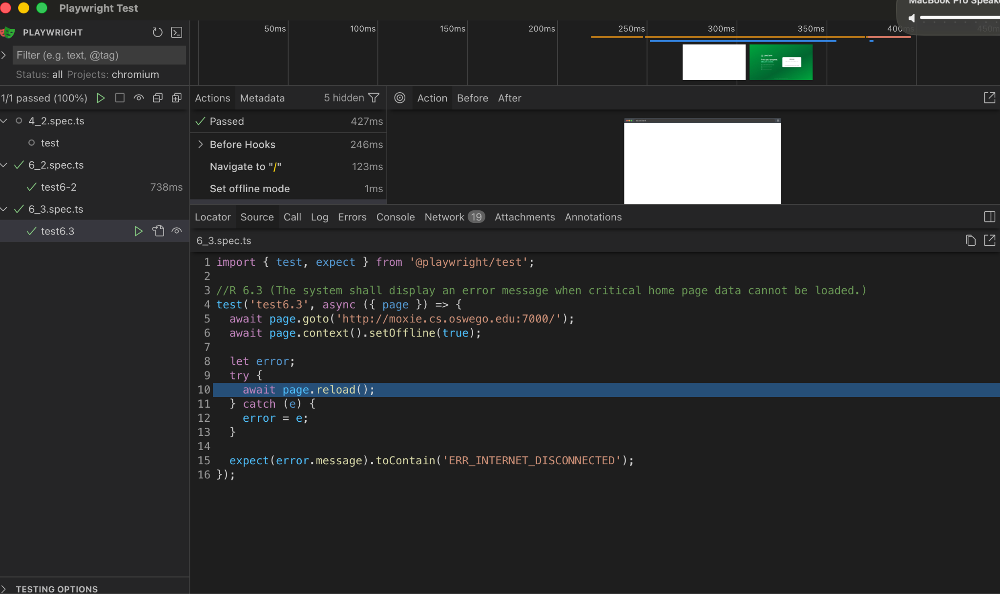 Playwright Test
MacBook Pro
PLAYWRIGHT
50ms 100ms 150ms 200ms 250ms 300ms 350ms
Filter (e.g. text, @tag)
Status: all Projects: chromium
1/1 passed (100%)
Actions Metadata 5 hidden
Action Before After
4_2.spec.ts
test
6_2.spec.ts
test6-2 738ms
6_3.spec.ts
test6.3
Passed 427ms
Before Hooks 246ms
Navigate to "/" 123ms
Set offline mode 1ms
Locator Source Call Log Errors Console Network 19 Attachments Annotations
6_3.spec.ts
1 import { test, expect } from '@playwright/test';
2
3 //R 6.3 (The system shall display an error message when critical home page data cannot be loaded.)
4 test('test6.3', async ({ page }) => {
5 await page.goto('http://moxie.cs.oswego.edu:7000/');
6 await page.context().setOffline(true);
7
8 let error;
9 try {
10 await page.reload();
11 } catch (e) {
12 error = e;
13 }
14
15 expect(error.message).toContain('ERR_INTERNET_DISCONNECTED');
16 });
TESTING OPTIONS